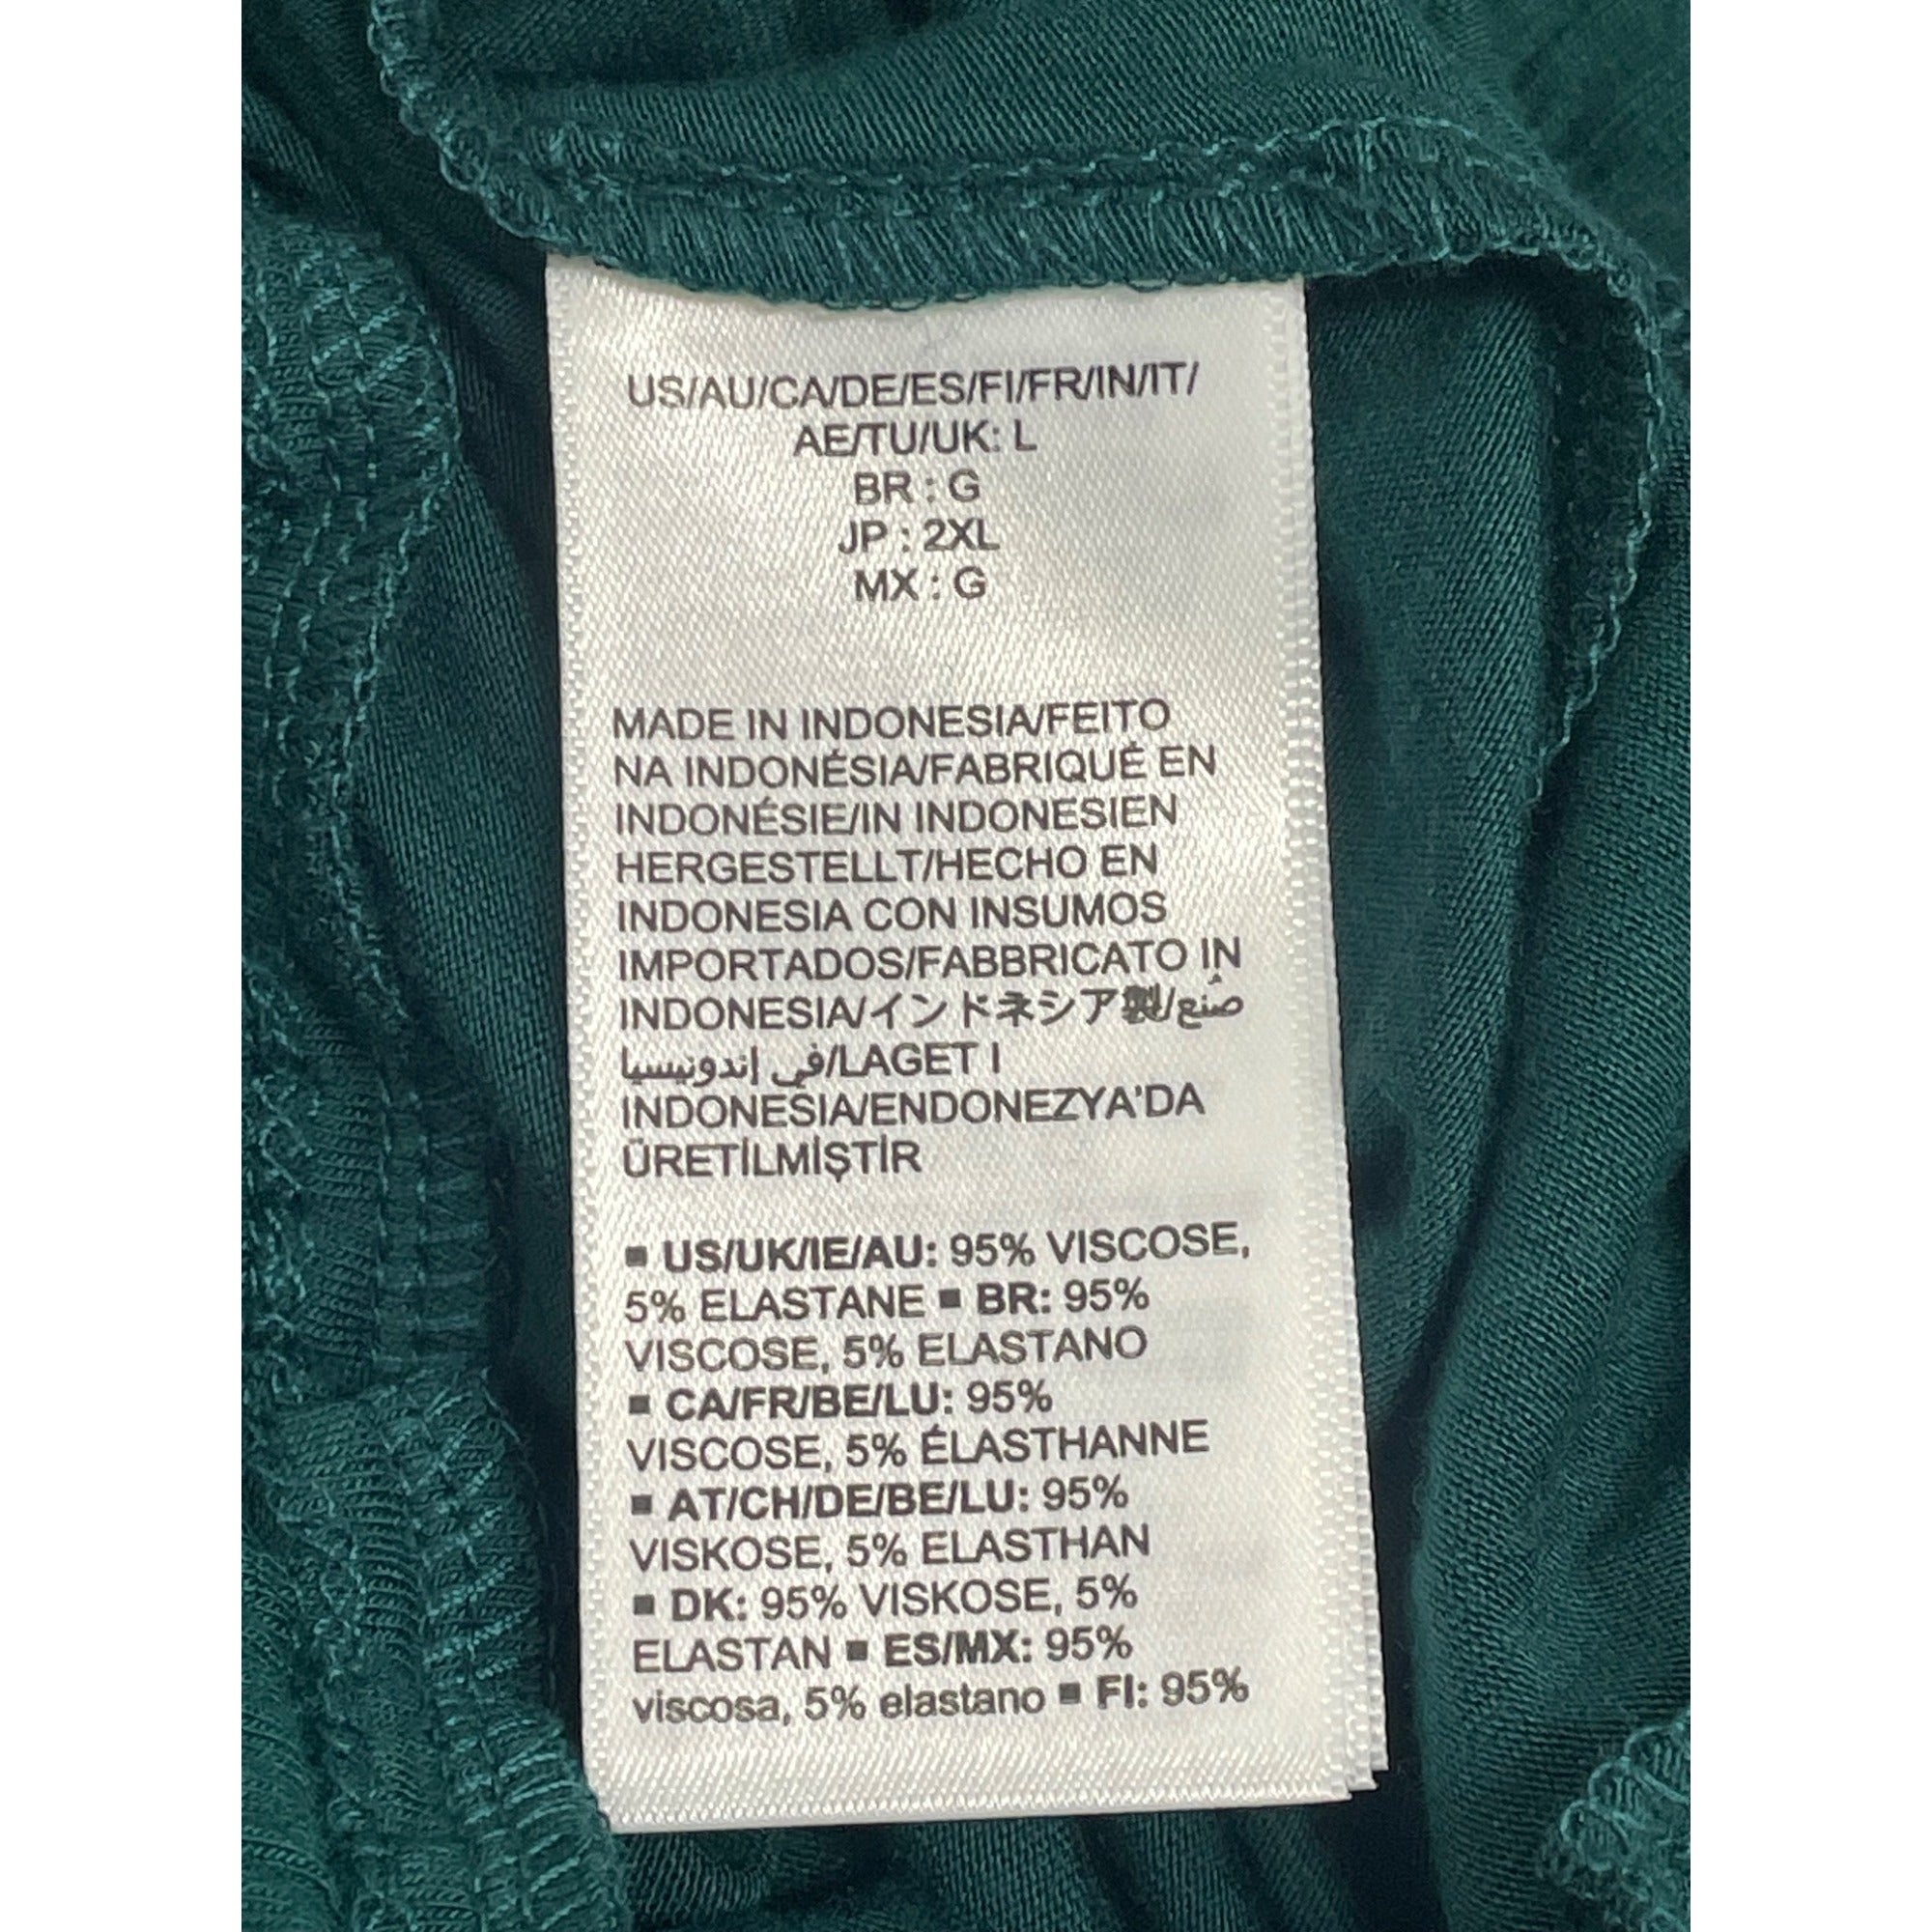 US/AU/CA/DE/ES/FI/FR/IN/IT/
AE/TU/UK: L
BR : G
JP : 2XL
MX : G
MADE IN INDONESIA/FEITO
NA INDONÉSIA/FABRIQUÉ EN
INDONÉSIE/IN INDONESIEN
HERGESTELLT/HECHO EN
INDONESIA CON INSUMOS
IMPORTADOS/FABBRICATO IN
INDONESIA/インドネシア製/صُنع
في إندونيسيا/LAGET I
INDONESIA/ENDONEZYA'DA
ÜRETİLMİŞTİR
▪ US/UK/IE/AU: 95% VISCOSE,
5% ELASTANE ▪ BR: 95%
VISCOSE, 5% ELASTANO
▪ CA/FR/BE/LU: 95%
VISCOSE, 5% ÉLASTHANNE
▪ AT/CH/DE/BE/LU: 95%
VISKOSE, 5% ELASTHAN
▪ DK: 95% VISKOSE, 5%
ELASTAN ▪ ES/MX: 95%
viscosa, 5% elastano ▪ FI: 95%